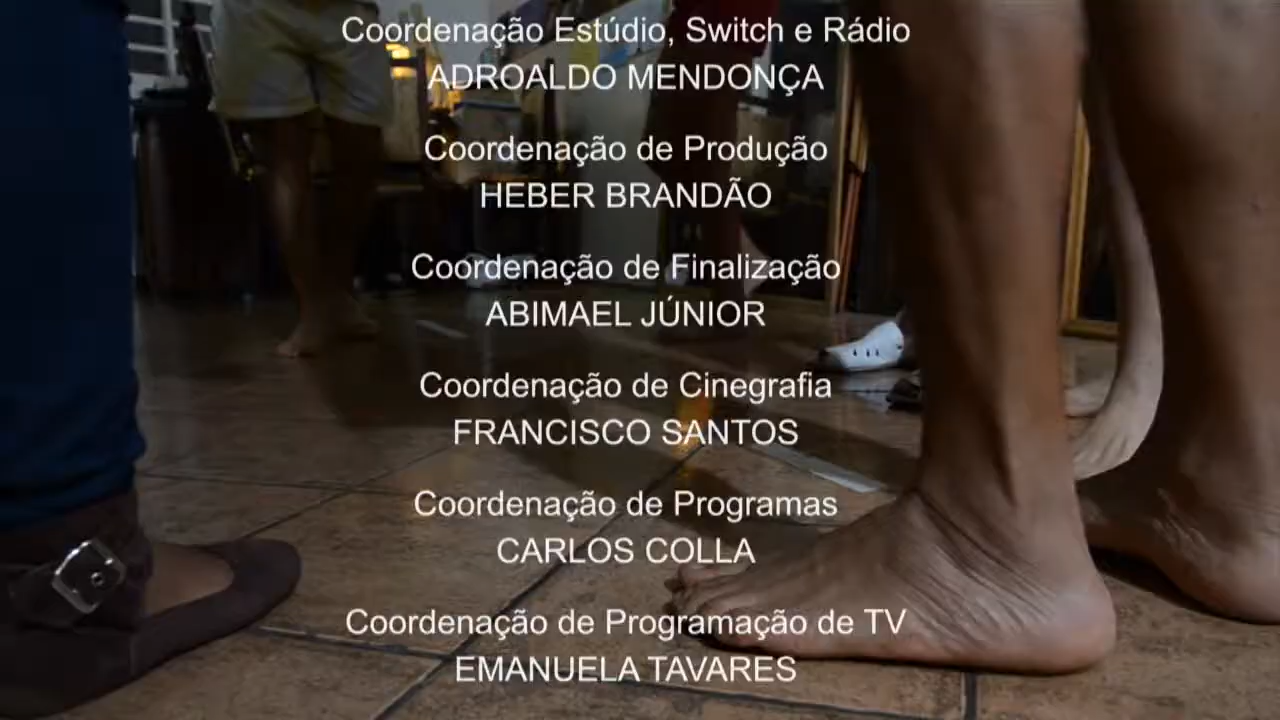 Coordenação Estúdio, Switch e Rádio
ADROALDO MENDONÇA
Coordenação de Produção
HEBER BRANDÃO
Coordenação de Finalização
ABIMAEL JÚNIOR
Coordenação de Cinegrafia
FRANCISCO SANTOS
Coordenação de Programas
CARLOS COLLA
Coordenação de Programação de TV
EMANUELA TAVARES